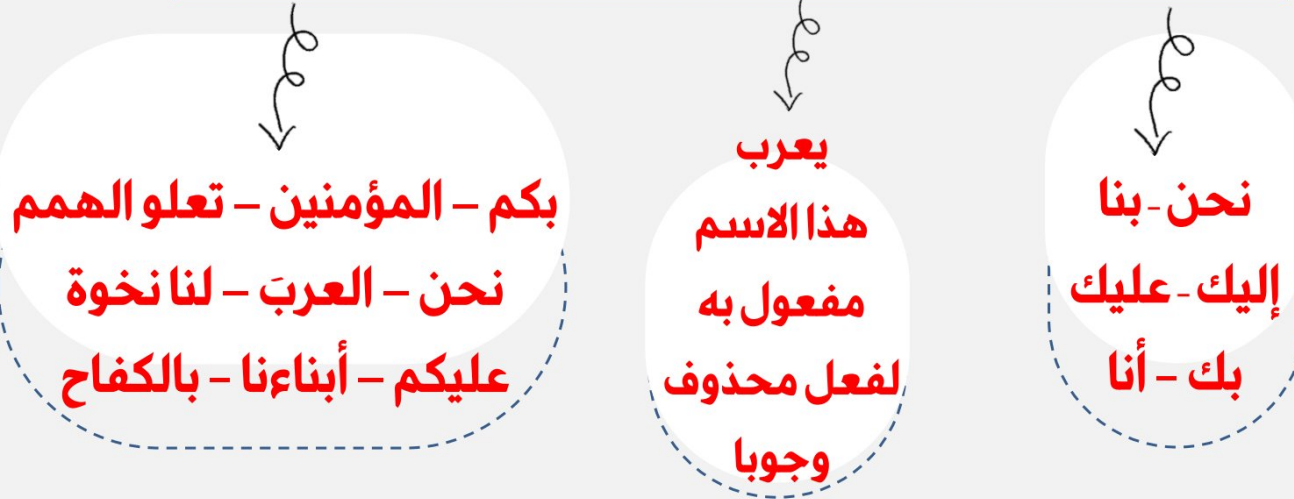 نحن - بنا
إليك - عليك
بك – أنا
يعرب
هذا الاسم
مفعول به
لفعل محذوف
وجوبا
بكم – المؤمنين – تعلو الهمم
نحن – العربَ – لنا نخوة
عليكم – أبناءنا – بالكفاح